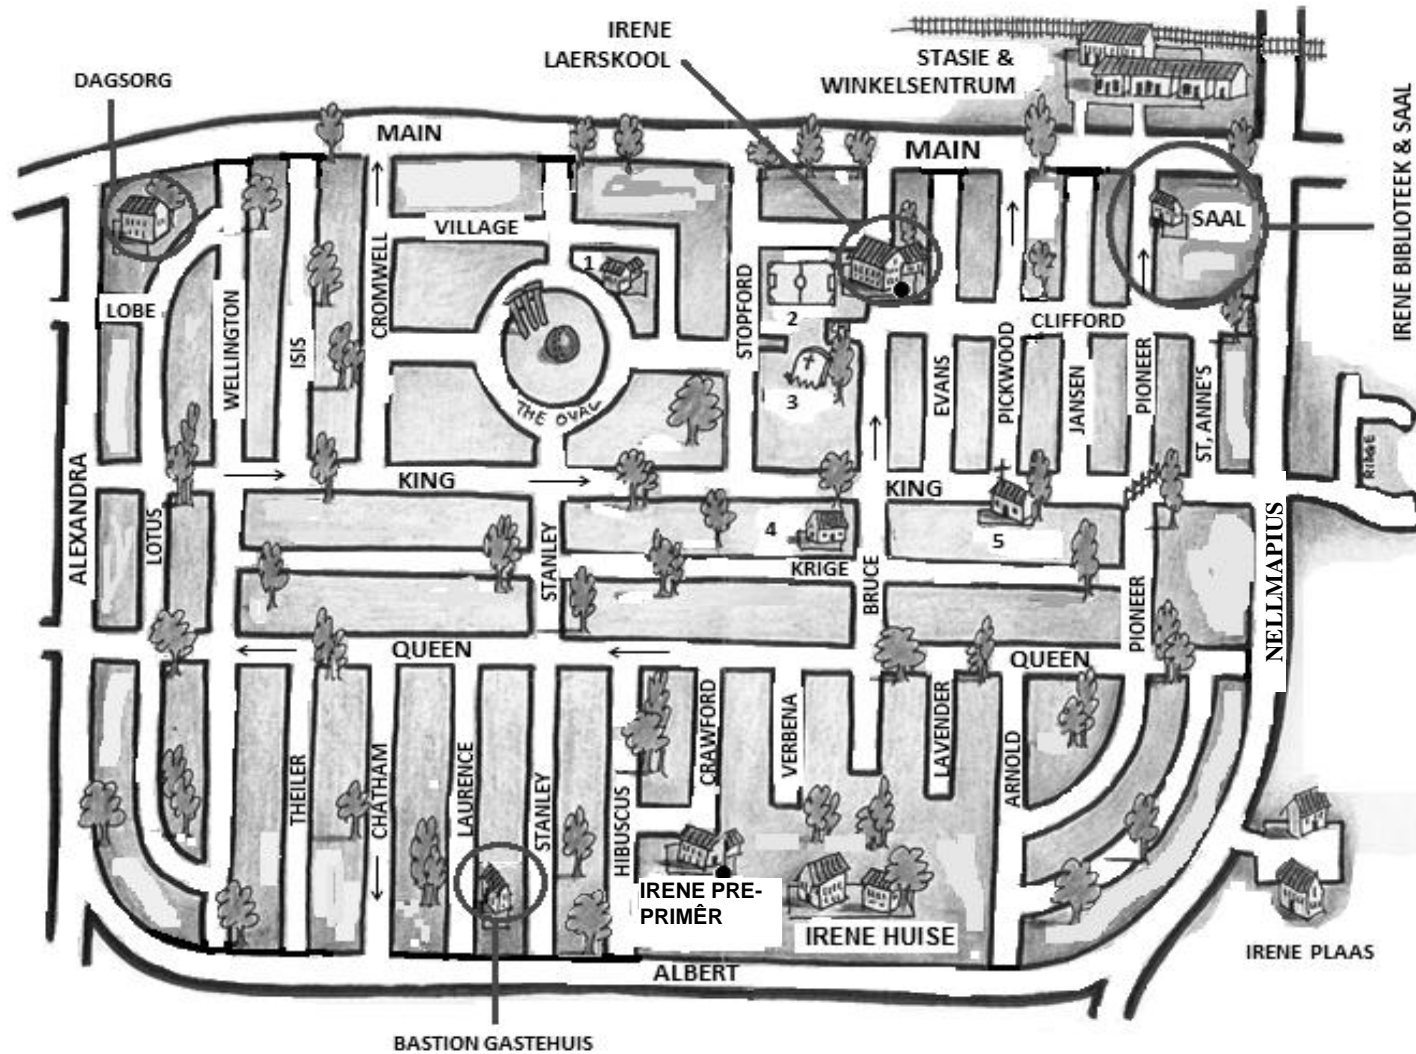 IRENE
LAERSKOOL
STASIE &
WINKELSENTRUM
DAGSORG
IRENE BIBLIOTEEK & SAAL
MAIN
MAIN
SAAL
VILLAGE
1
CROMWELL
LOBE
WELLINGTON
ISIS
STOPFORD
2
CLIFFORD
EVANS
PICKWOOD
JANSEN
PIONEER
ST. ANNE'S
THE OVAL
3
RIDGE
ALEXANDRA
LOTUS
KING
KING
STANLEY
4
5
KRIGE
BRUCE
PIONEER
NELLMAPIUS
QUEEN
QUEEN
THEILER
CHATHAM
LAURENCE
STANLEY
HIBUSCUS
CRAWFORD
VERBENA
LAVENDER
ARNOLD
IRENE PRE-
PRIMÊR
IRENE HUISE
IRENE PLAAS
ALBERT
BASTION GASTEHUIS